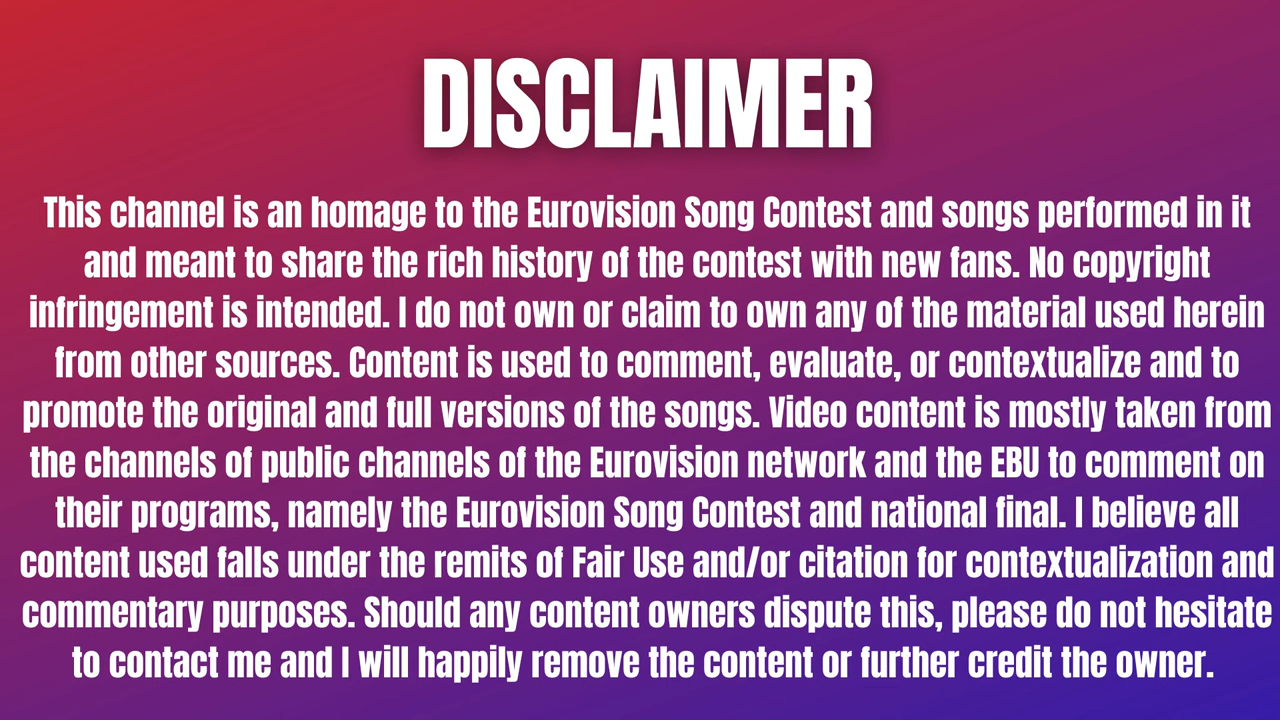 DISCLAIMER
This channel is an homage to the Eurovision Song Contest and songs performed in it
and meant to share the rich history of the contest with new fans. No copyright
infringement is intended. I do not own or claim to own any of the material used herein
from other sources. Content is used to comment, evaluate, or contextualize and to
promote the original and full versions of the songs. Video content is mostly taken from
the channels of public channels of the Eurovision network and the EBU to comment on
their programs, namely the Eurovision Song Contest and national final. I believe all
content used falls under the remits of Fair Use and/or citation for contextualization and
commentary purposes. Should any content owners dispute this, please do not hesitate
to contact me and I will happily remove the content or further credit the owner.